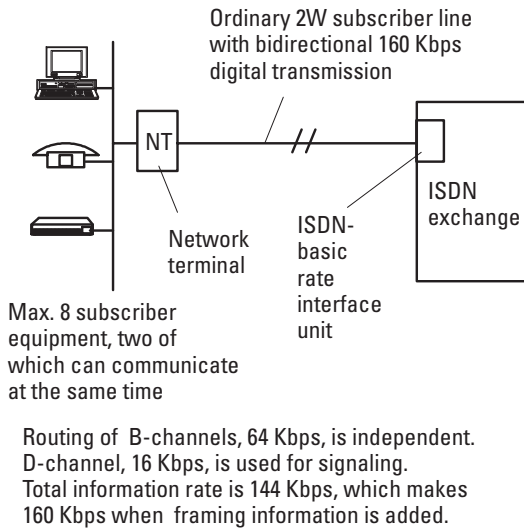 Ordinary 2W subscriber line
with bidirectional 160 Kbps
digital transmission
NT
ISDN
exchange
Network
terminal
ISDN-
basic
rate
interface
unit
Max. 8 subscriber
equipment, two of
which can communicate
at the same time
Routing of B-channels, 64 Kbps, is independent.
D-channel, 16 Kbps, is used for signaling.
Total information rate is 144 Kbps, which makes
160 Kbps when framing information is added.